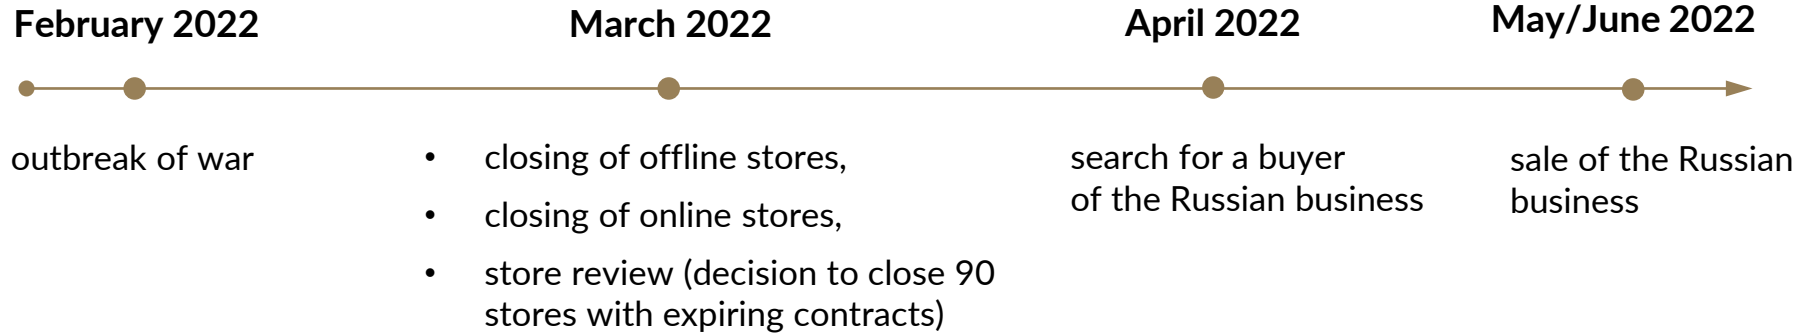 February 2022
outbreak of war
March 2022
• closing of offline stores,
• closing of online stores,
• store review (decision to close 90
stores with expiring contracts)
April 2022
search for a buyer
of the Russian business
May/June 2022
sale of the Russian
business